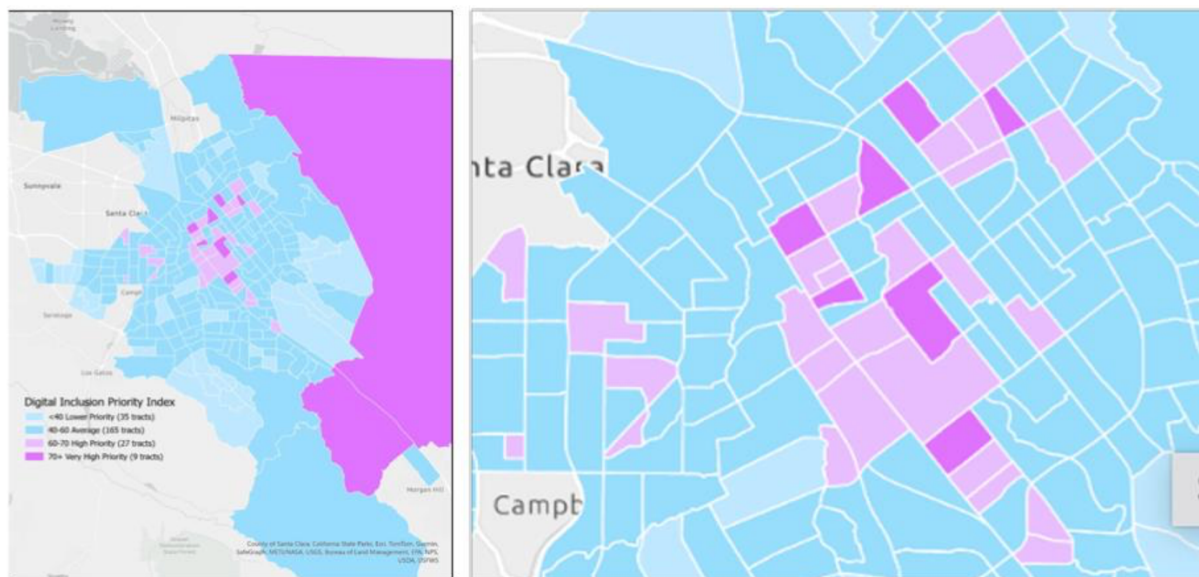 Milpitas
Sunnyvale
Santa Clara
Campb
Saratoga
Los Gatos
Digital Inclusion Priority Index
<40 Lower Priority (35 tracts)
40-60 Average (165 tracts)
60-70 High Priority (27 tracts)
70+ Very High Priority (9 tracts)
Morgan Hill
County of Santa Clara, California State Parks, Esri, TomTom, Garmin,
SafeGraph, METI/NASA, USGS, Bureau of Land Management, EPA, NPS,
USDA, USFWS
nta Clara
Campb